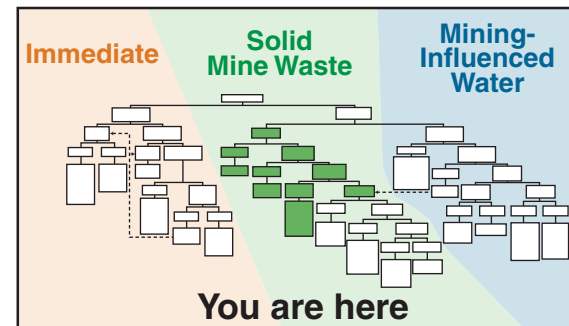 Immediate
Solid
Mine Waste
Mining-
Influenced
Water
You are here